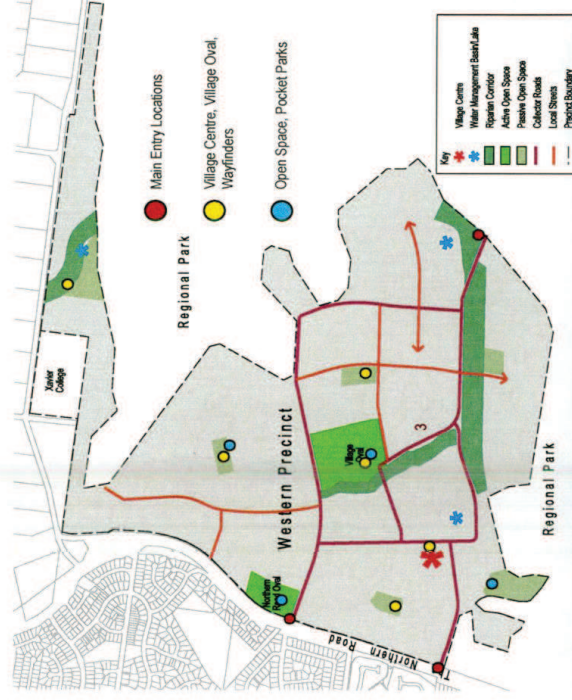 Xavier
College
Regional Park
Main Entry Locations
Village Centre, Village Oval,
Wayfinders
Open Space, Pocket Parks
Western Precinct
Northern
Road Oval
Village
Oval
3
Northern Road
Regional Park
Key
Village Centre
Water Management Basin/Lake
Riparian Corridor
Active Open Space
Passive Open Space
Collector Roads
Local Streets
Precinct Boundary